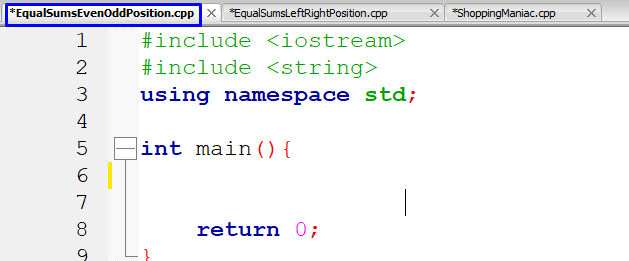 *EqualSumsEvenOddPosition.cpp *EqualSumsLeftRightPosition.cpp *ShoppingManiac.cpp
1 #include <iostream>
2 #include <string>
3 using namespace std;
4
5 int main(){
6
7
8 return 0;
9 }